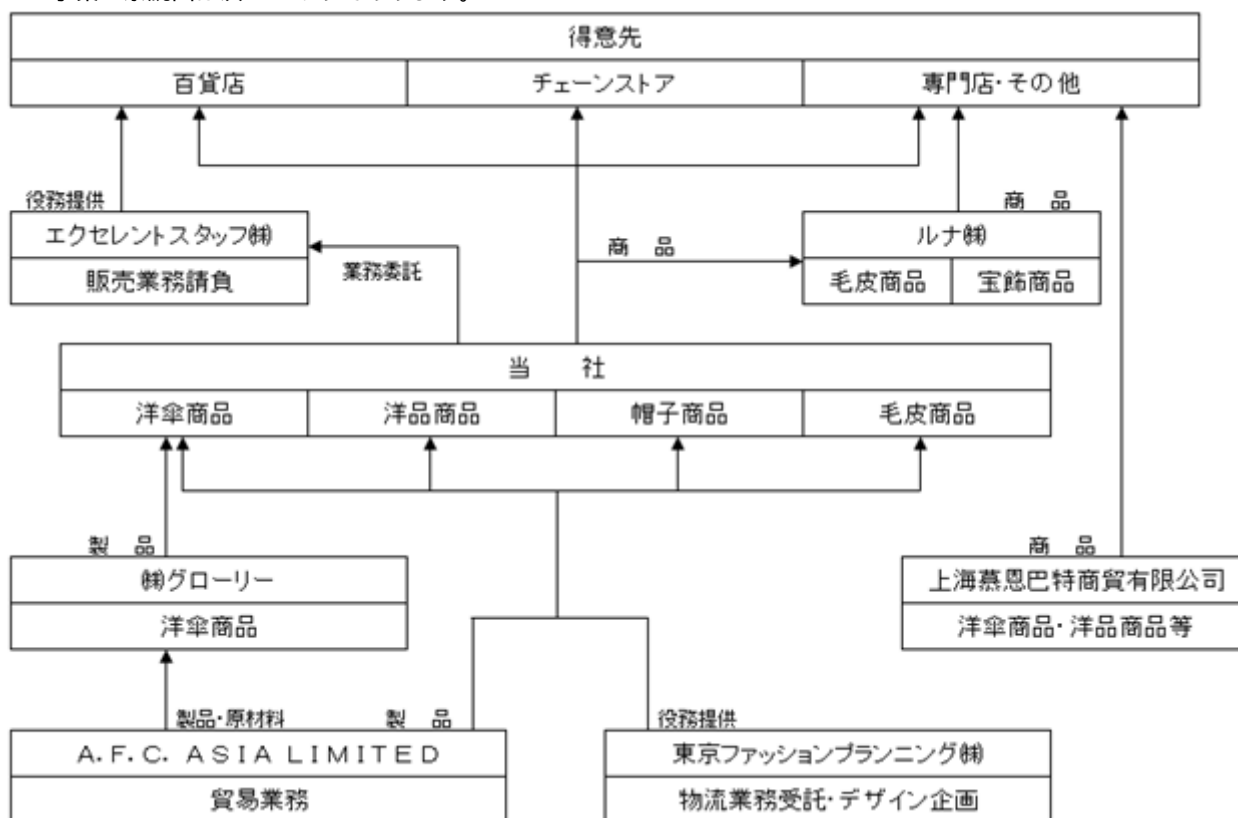 得意先
百貨店 チェーンストア 専門店・その他
役務提供
商 品
エクセレントスタッフ㈱
販売業務請負
業務委託
商 品
ルナ㈱
毛皮商品 宝飾商品
当 社
洋傘商品 洋品商品 帽子商品 毛皮商品
製 品
㈱グローリー
洋傘商品
商 品
上海慕恩巴特商貿有限公司
洋傘商品・洋品商品等
製品・原材料
製 品
役務提供
A.F.C. ASIA LIMITED
貿易業務
東京ファッションプランニング㈱
物流業務受託・デザイン企画